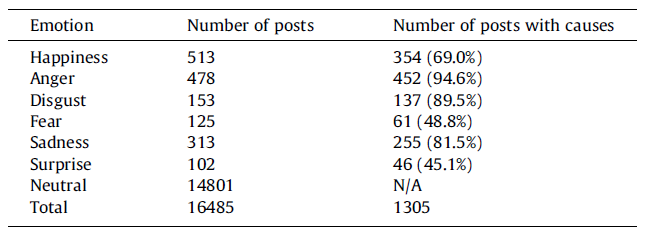 Emotion Number of posts Number of posts with causes
Happiness 513 354 (69.0%)
Anger 478 452 (94.6%)
Disgust 153 137 (89.5%)
Fear 125 61 (48.8%)
Sadness 313 255 (81.5%)
Surprise 102 46 (45.1%)
Neutral 14801 N/A
Total 16485 1305